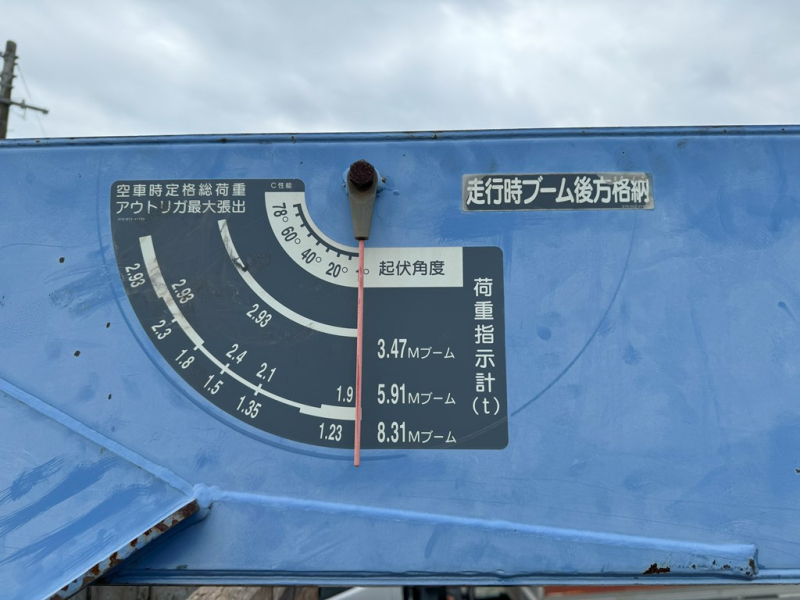 空車時定格総荷重
アウトリガ最大張出
C性能
走行時ブーム後方格納
78°
60°
40°
20°
起伏角度
荷重指示計(t)
2.93
2.93
2.93
2.3
1.8
1.5
1.35
2.4
2.1
1.9
1.23
3.47Mブーム
5.91Mブーム
8.31Mブーム